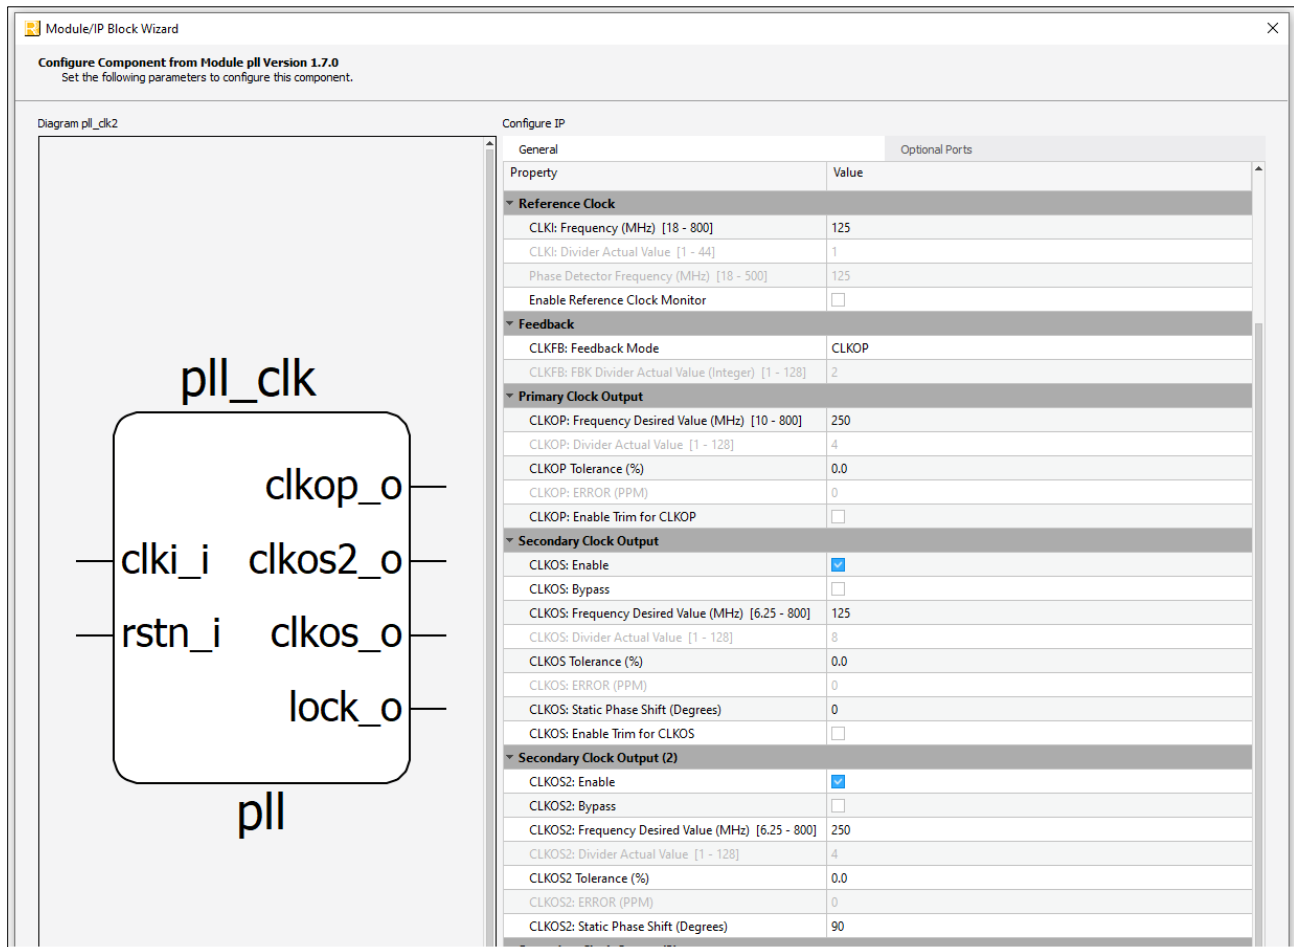 Module/IP Block Wizard
Configure Component from Module pll Version 1.7.0
Set the following parameters to configure this component.
Diagram pll_clk2
pll_clk
clkop_o
clki_i clkos2_o
rstn_i clkos_o
lock_o
pll
Configure IP
General Optional Ports
Property Value
Reference Clock
CLKI: Frequency (MHz) [18 - 800] 125
CLKI: Divider Actual Value [1 - 44] 1
Phase Detector Frequency (MHz) [18 - 500] 125
Enable Reference Clock Monitor
Feedback
CLKFB: Feedback Mode CLKOP
CLKFB: FBK Divider Actual Value (Integer) [1 - 128] 2
Primary Clock Output
CLKOP: Frequency Desired Value (MHz) [10 - 800] 250
CLKOP: Divider Actual Value [1 - 128] 4
CLKOP Tolerance (%) 0.0
CLKOP: ERROR (PPM) 0
CLKOP: Enable Trim for CLKOP
Secondary Clock Output
CLKOS: Enable
CLKOS: Bypass
CLKOS: Frequency Desired Value (MHz) [6.25 - 800] 125
CLKOS: Divider Actual Value [1 - 128] 8
CLKOS Tolerance (%) 0.0
CLKOS: ERROR (PPM) 0
CLKOS: Static Phase Shift (Degrees) 0
CLKOS: Enable Trim for CLKOS
Secondary Clock Output (2)
CLKOS2: Enable
CLKOS2: Bypass
CLKOS2: Frequency Desired Value (MHz) [6.25 - 800] 250
CLKOS2: Divider Actual Value [1 - 128] 4
CLKOS2 Tolerance (%) 0.0
CLKOS2: ERROR (PPM) 0
CLKOS2: Static Phase Shift (Degrees) 90